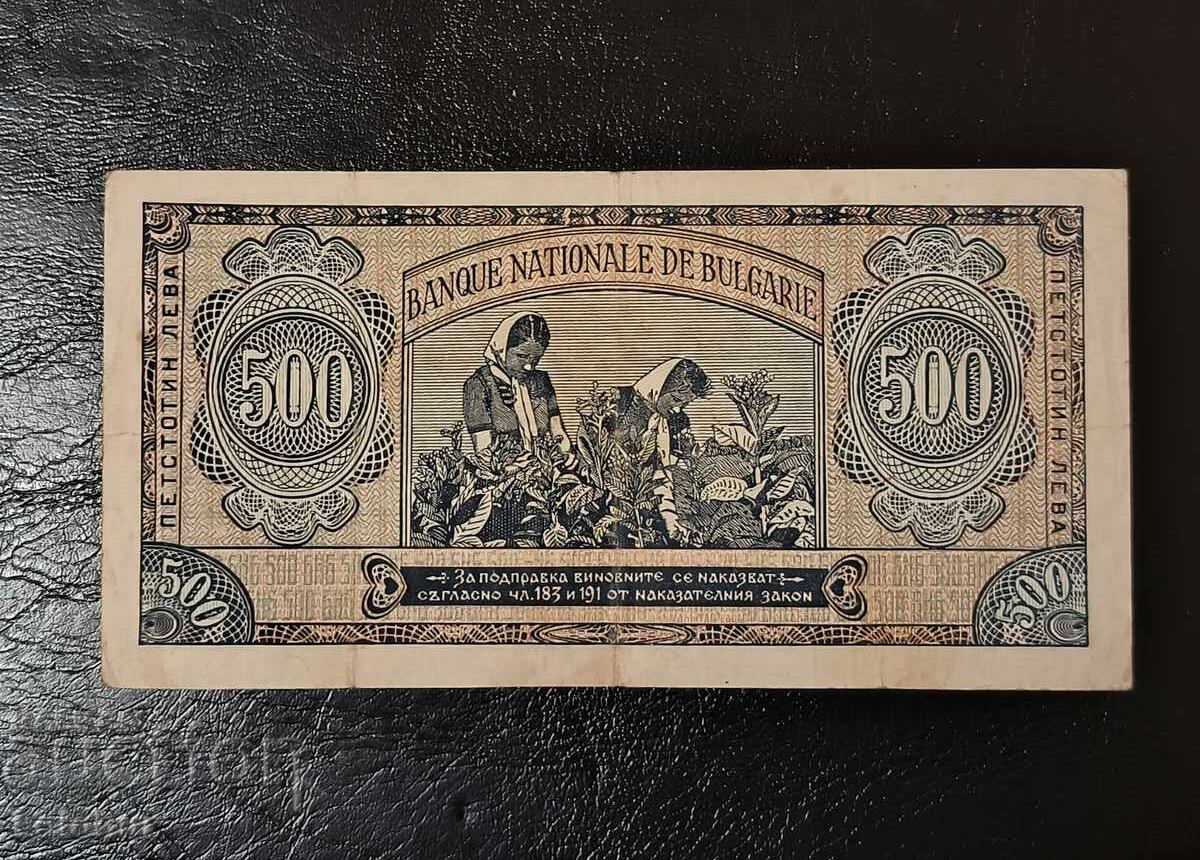 BANQUE NATIONALE DE BULGARIE
ПЕТСТОТИН ЛЕВА
500
500
ПЕТСТОТИН ЛЕВА
500
За подправка виновните се наказват
съгласно чл. 183 и 191 от наказателния закон
500
аукцион